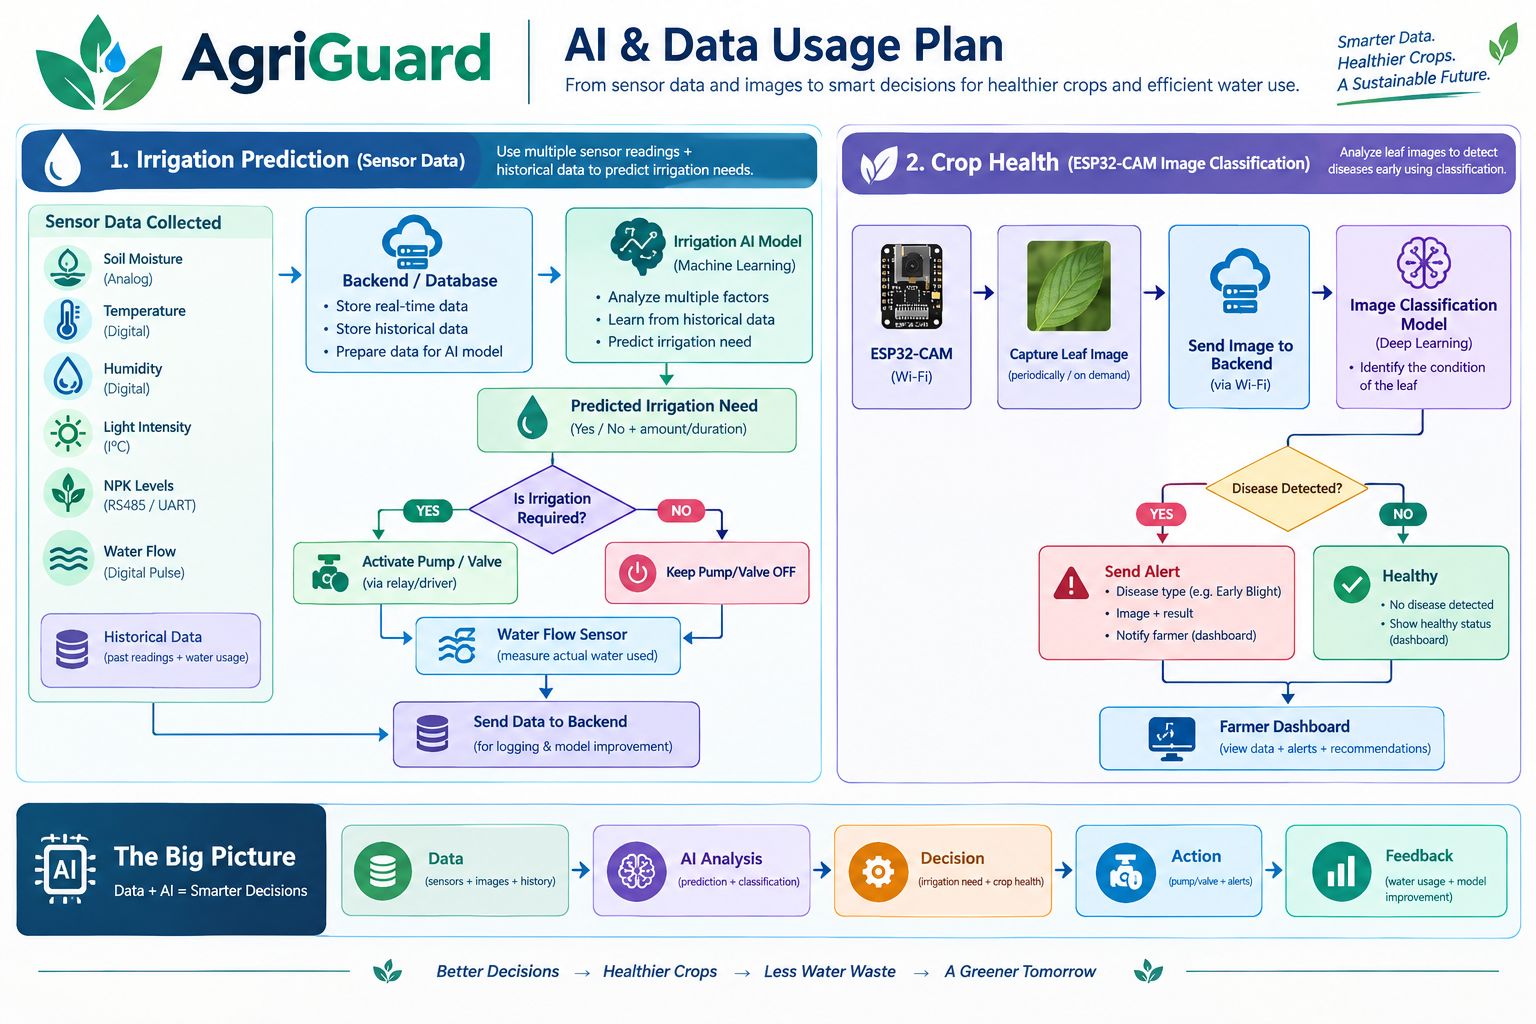 AgriGuard
AI & Data Usage Plan
From sensor data and images to smart decisions for healthier crops and efficient water use.
Smarter Data.
Healthier Crops.
A Sustainable Future.
1. Irrigation Prediction (Sensor Data)
Use multiple sensor readings +
historical data to predict irrigation needs.
Sensor Data Collected
Soil Moisture
(Analog)
Temperature
(Digital)
Humidity
(Digital)
Light Intensity
(IºC)
NPK Levels
(RS485 / UART)
Water Flow
(Digital Pulse)
Historical Data
(past readings + water usage)
Backend / Database
• Store real-time data
• Store historical data
• Prepare data for AI model
Irrigation AI Model
(Machine Learning)
• Analyze multiple factors
• Learn from historical data
• Predict irrigation need
Predicted Irrigation Need
(Yes / No + amount/duration)
Is Irrigation
Required?
YES
NO
Activate Pump / Valve
(via relay/driver)
Keep Pump/Valve OFF
Water Flow Sensor
(measure actual water used)
Send Data to Backend
(for logging & model improvement)
2. Crop Health (ESP32-CAM Image Classification)
Analyze leaf images to detect
diseases early using classification.
ESP32-CAM
(Wi-Fi)
Capture Leaf Image
(periodically / on demand)
Send Image to
Backend
(via Wi-Fi)
Image Classification
Model
(Deep Learning)
• Identify the condition
of the leaf
Disease Detected?
YES
NO
Send Alert
• Disease type (e.g. Early Blight)
• Image + result
• Notify farmer (dashboard)
Healthy
• No disease detected
• Show healthy status
(dashboard)
Farmer Dashboard
(view data + alerts + recommendations)
AI
The Big Picture
Data + AI = Smarter Decisions
Data
(sensors + images + history)
AI Analysis
(prediction + classification)
Decision
(irrigation need + crop health)
Action
(pump/valve + alerts)
Feedback
(water usage + model
improvement)
Better Decisions → Healthier Crops → Less Water Waste → A Greener Tomorrow